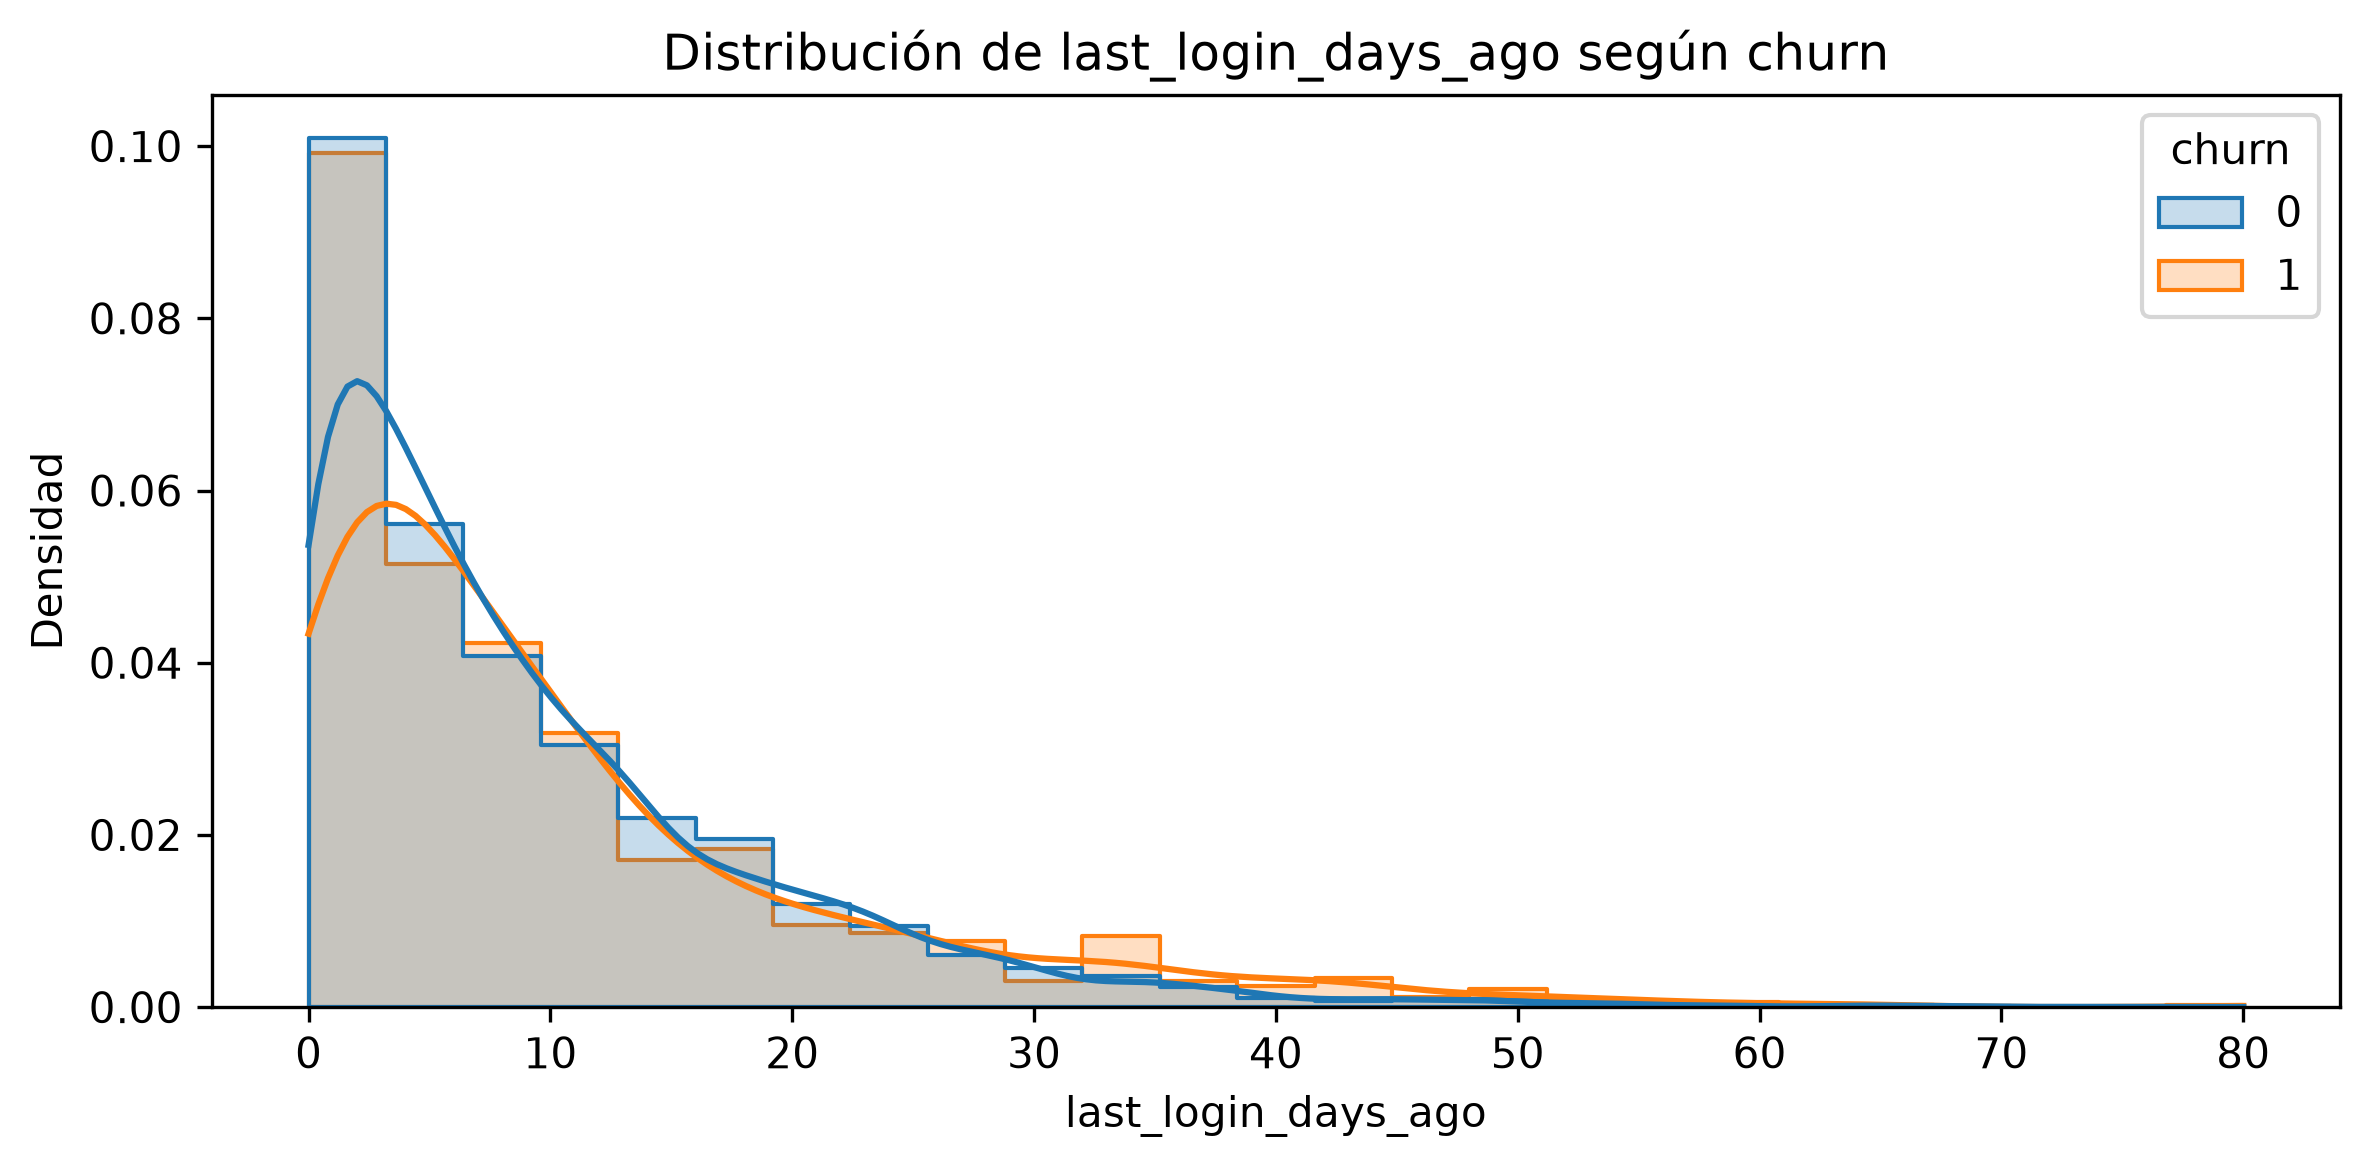 Distribución de last_login_days_ago según churn
churn
0
1
Densidad
0.10
0.08
0.06
0.04
0.02
0.00
0 10 20 30 40 50 60 70 80
last_login_days_ago